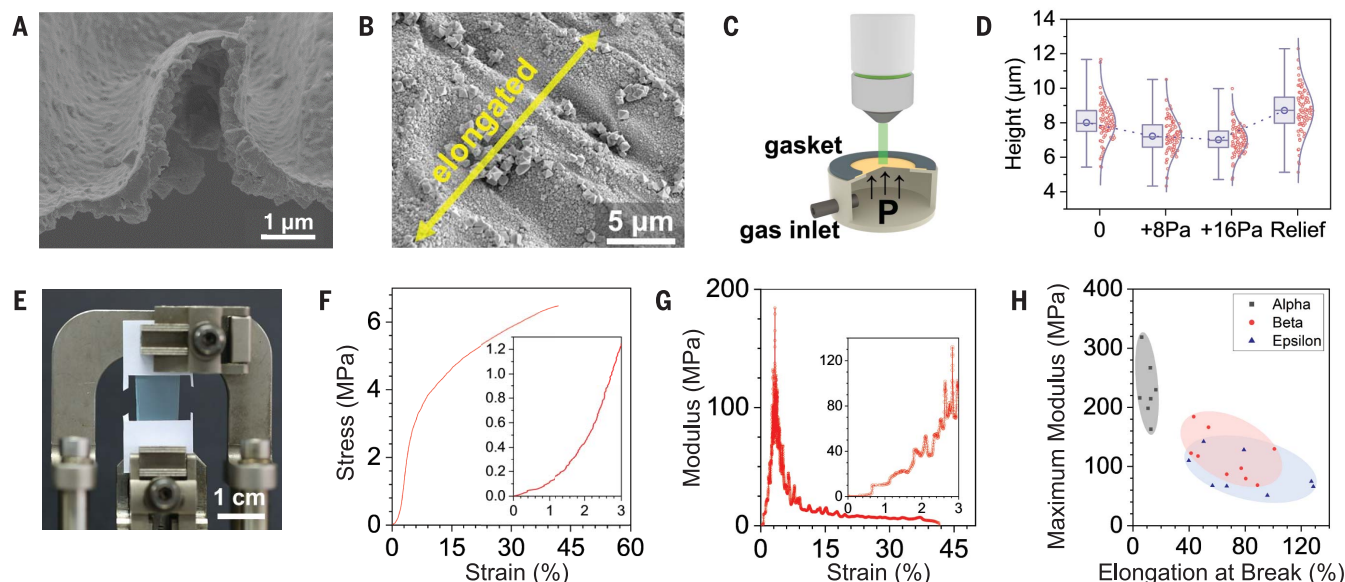 A
1 µm
B
elongated
5 µm
C
gasket
P
gas inlet
D
Height (µm)
14
12
10
8
6
4
0 +8Pa +16Pa Relief
E
1 cm
F
Stress (MPa)
6
4
2
0
0 15 30 45 60
Strain (%)
1.2
1.0
0.8
0.6
0.4
0.2
0.0
0 1 2 3
G
Modulus (MPa)
200
150
100
50
0
0 15 30 45
Strain (%)
120
80
40
0
0 1 2 3
H
Maximum Modulus (MPa)
400
300
200
100
0
0 40 80 120
Elongation at Break (%)
Alpha
Beta
Epsilon